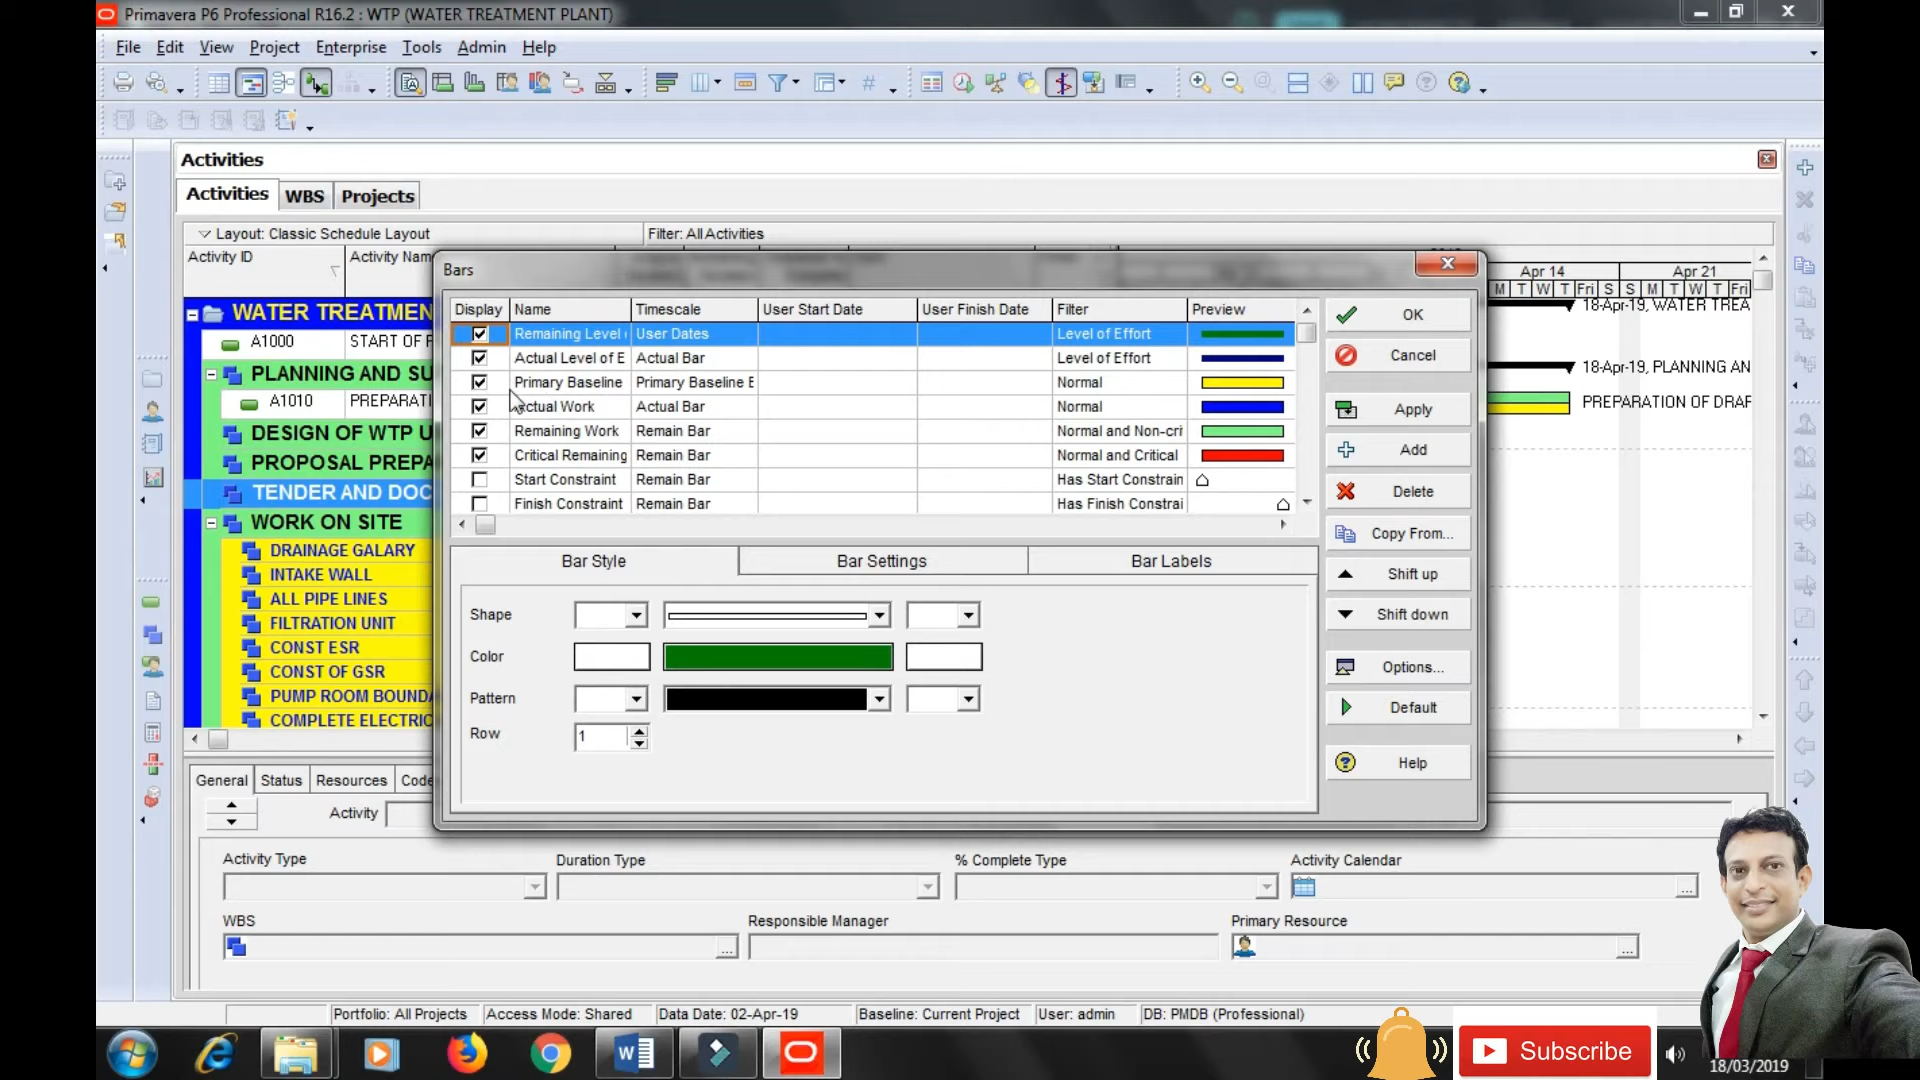 Primavera P6 Professional R16.2 : WTP (WATER TREATMENT PLANT)
File Edit View Project Enterprise Tools Admin Help
Activities
Activities WBS Projects
Layout: Classic Schedule Layout Filter: All Activities
Activity ID Activity Nam
Apr 14 Apr 21
M T W T Fri S S M T W T Fri
WATER TREATMEN
18-Apr-19, WATER TREA
A1000 START OF
PLANNING AND SU
18-Apr-19, PLANNING AN
A1010 PREPARATI
PREPARATION OF DRAF
DESIGN OF WTP U
PROPOSAL PREPA
TENDER AND DOC
WORK ON SITE
DRAINAGE GALARY
INTAKE WALL
ALL PIPE LINES
FILTRATION UNIT
CONST ESR
CONST OF GSR
PUMP ROOM BOUND
COMPLETE ELECTRIC
Bars
Display Name Timescale User Start Date User Finish Date Filter Preview
Remaining Level User Dates Level of Effort
Actual Level of E Actual Bar Level of Effort
Primary Baseline Primary Baseline E Normal
Actual Work Actual Bar Normal
Remaining Work Remain Bar Normal and Non-cri
Critical Remaining Remain Bar Normal and Critical
Start Constraint Remain Bar Has Start Constrain
Finish Constraint Remain Bar Has Finish Constrai
OK
Cancel
Apply
Add
Delete
Copy From...
Shift up
Shift down
Options...
Default
Help
Bar Style Bar Settings Bar Labels
Shape
Color
Pattern
Row 1
General Status Resources Code
Activity
Activity Type Duration Type % Complete Type Activity Calendar
WBS Responsible Manager Primary Resource
Portfolio: All Projects Access Mode: Shared Data Date: 02-Apr-19 Baseline: Current Project User: admin DB: PMDB (Professional)
Subscribe
18/03/2019